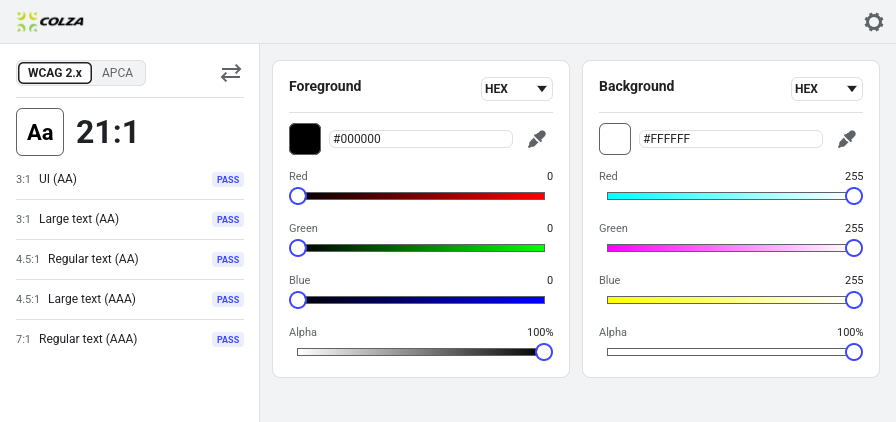 COLZA
WCAG 2.x APCA
Aa 21:1
3:1 UI (AA) PASS
3:1 Large text (AA) PASS
4.5:1 Regular text (AA) PASS
4.5:1 Large text (AAA) PASS
7:1 Regular text (AAA) PASS
Foreground HEX
#000000
Red 0
Green 0
Blue 0
Alpha 100%
Background HEX
#FFFFFF
Red 255
Green 255
Blue 255
Alpha 100%